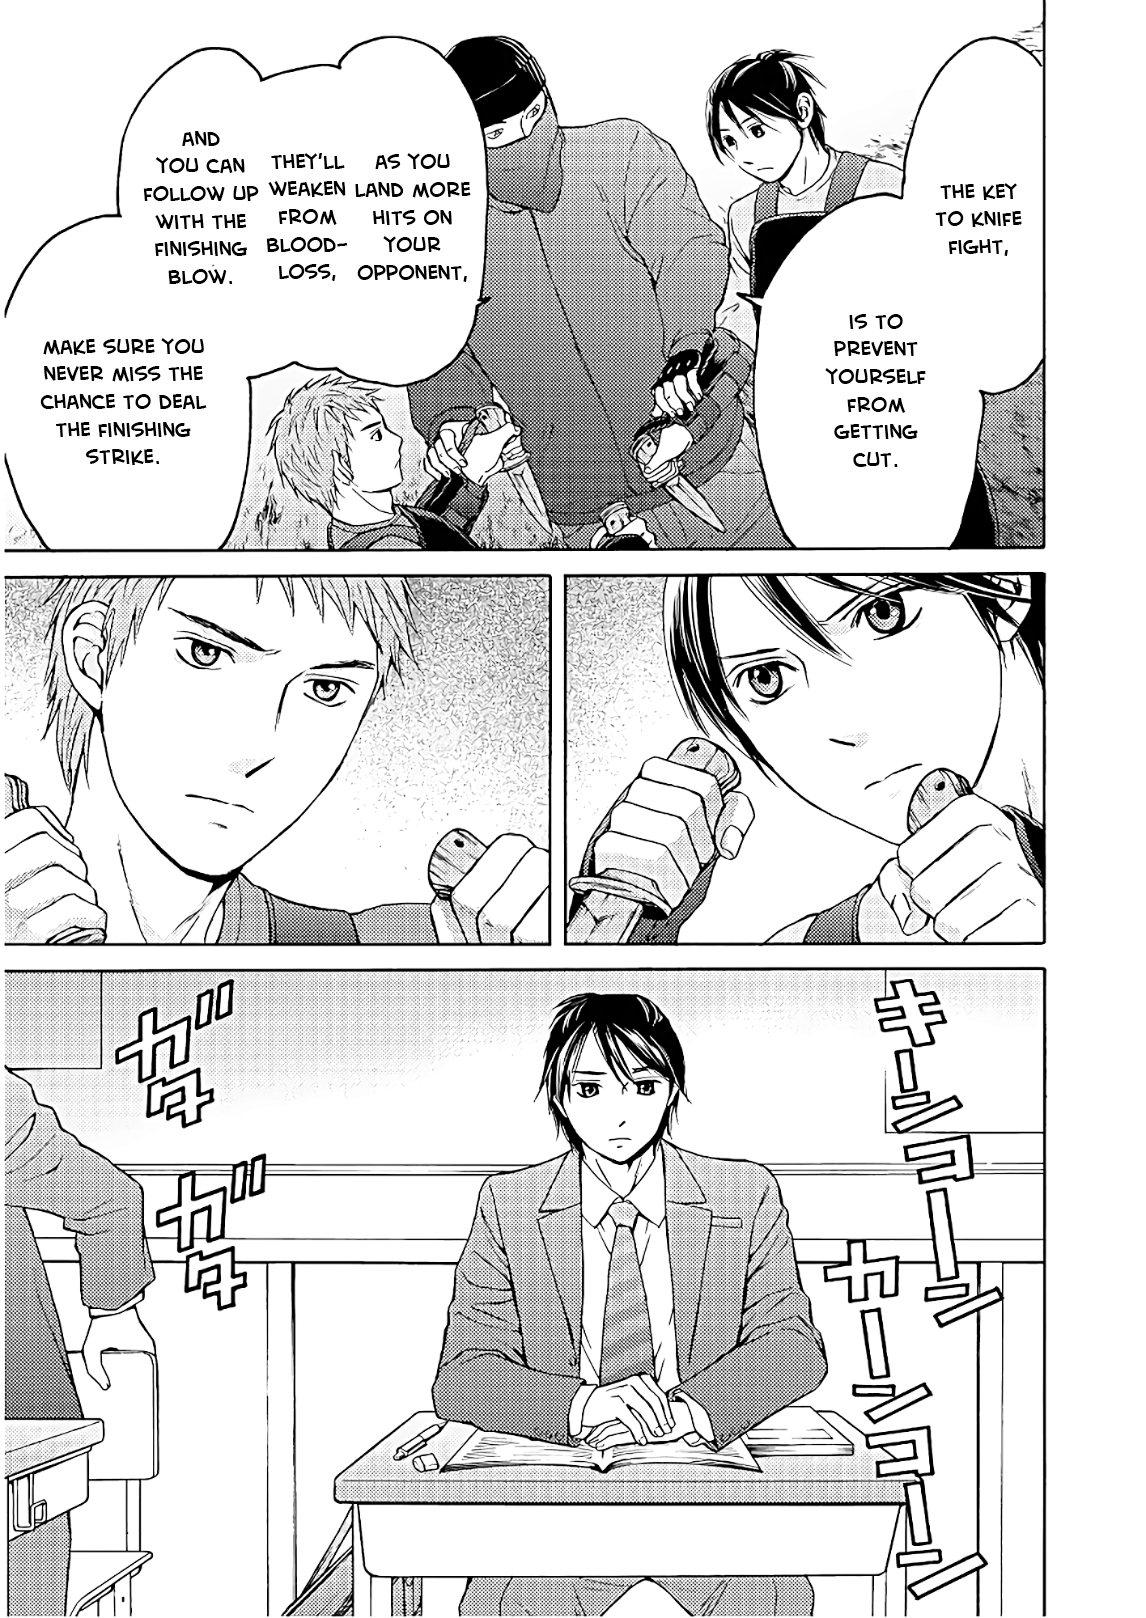 THE KEY
TO KNIFE
FIGHT,
IS TO
PREVENT
YOURSELF
FROM
GETTING
CUT.
AS YOU
LAND MORE
HITS ON
YOUR
OPPONENT,
THEY'LL
WEAKEN
FROM
BLOOD-
LOSS,
AND
YOU CAN
FOLLOW UP
WITH THE
FINISHING
BLOW.
MAKE SURE YOU
NEVER MISS THE
CHANCE TO DEAL
THE FINISHING
STRIKE.
キーンコーン
カーンコーン
ガタ
ガタ